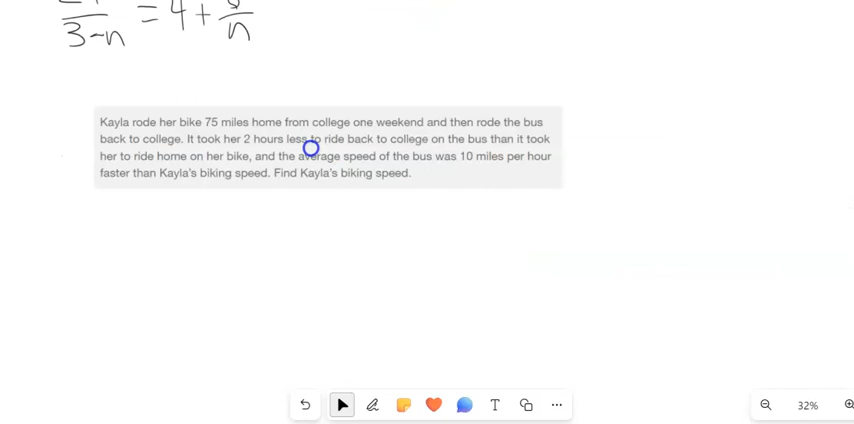 3-n = 4 + n
Kayla rode her bike 75 miles home from college one weekend and then rode the bus
back to college. It took her 2 hours less to ride back to college on the bus than it took
her to ride home on her bike, and the average speed of the bus was 10 miles per hour
faster than Kayla's biking speed. Find Kayla's biking speed.
T
32%